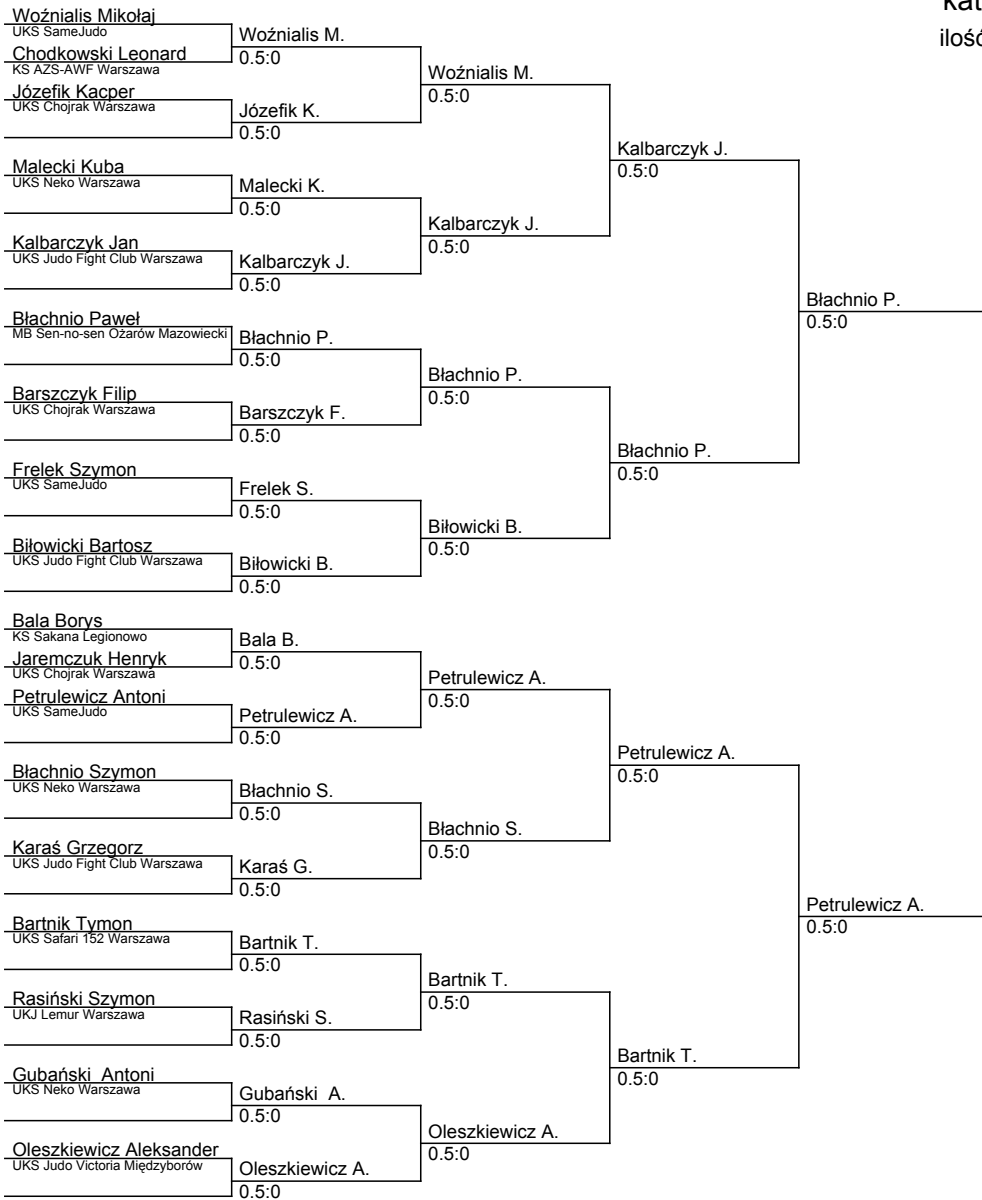 kat
ilość
Woźnialis Mikołaj
UKS SameJudo
Chodkowski Leonard
KS AZS-AWF Warszawa
Józefik Kacper
UKS Chojrak Warszawa
Malecki Kuba
UKS Neko Warszawa
Kalbarczyk Jan
UKS Judo Fight Club Warszawa
Błachnio Paweł
MB Sen-no-sen Ożarów Mazowiecki
Barszczyk Filip
UKS Chojrak Warszawa
Frelek Szymon
UKS SameJudo
Biłowicki Bartosz
UKS Judo Fight Club Warszawa
Bala Borys
KS Sakana Legionowo
Jaremczuk Henryk
UKS Chojrak Warszawa
Petrulewicz Antoni
UKS SameJudo
Błachnio Szymon
UKS Neko Warszawa
Karaś Grzegorz
UKS Judo Fight Club Warszawa
Bartnik Tymon
UKS Safari 152 Warszawa
Rasiński Szymon
UKJ Lemur Warszawa
Gubański Antoni
UKS Neko Warszawa
Oleszkiewicz Aleksander
UKS Judo Victoria Międzyborów
Woźnialis M.
0.5:0
Józefik K.
0.5:0
Malecki K.
0.5:0
Kalbarczyk J.
0.5:0
Błachnio P.
0.5:0
Barszczyk F.
0.5:0
Frelek S.
0.5:0
Biłowicki B.
0.5:0
Bala B.
0.5:0
Petrulewicz A.
0.5:0
Błachnio S.
0.5:0
Karaś G.
0.5:0
Bartnik T.
0.5:0
Rasiński S.
0.5:0
Gubański A.
0.5:0
Oleszkiewicz A.
0.5:0
Woźnialis M.
0.5:0
Kalbarczyk J.
0.5:0
Błachnio P.
0.5:0
Biłowicki B.
0.5:0
Petrulewicz A.
0.5:0
Błachnio S.
0.5:0
Bartnik T.
0.5:0
Oleszkiewicz A.
0.5:0
Kalbarczyk J.
0.5:0
Błachnio P.
0.5:0
Petrulewicz A.
0.5:0
Bartnik T.
0.5:0
Błachnio P.
0.5:0
Petrulewicz A.
0.5:0